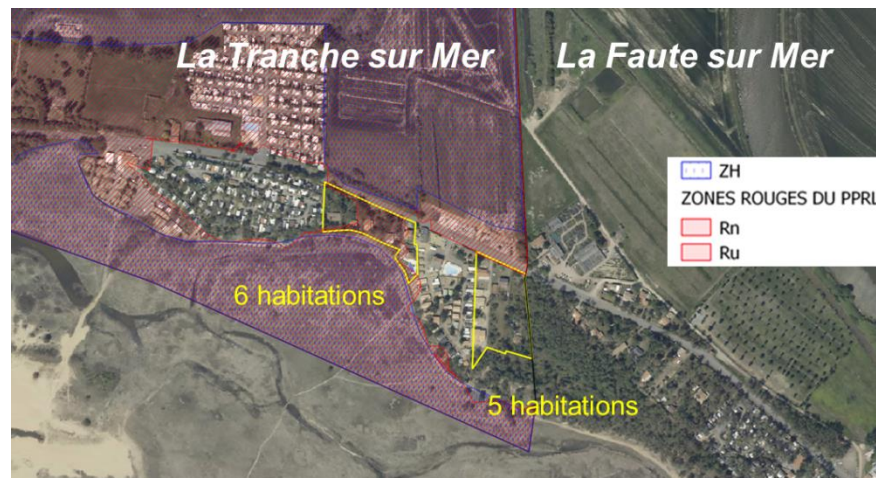 La Tranche sur Mer
La Faute sur Mer
ZH
ZONES ROUGES DU PPRL
Rn
Ru
6 habitations
5 habitations